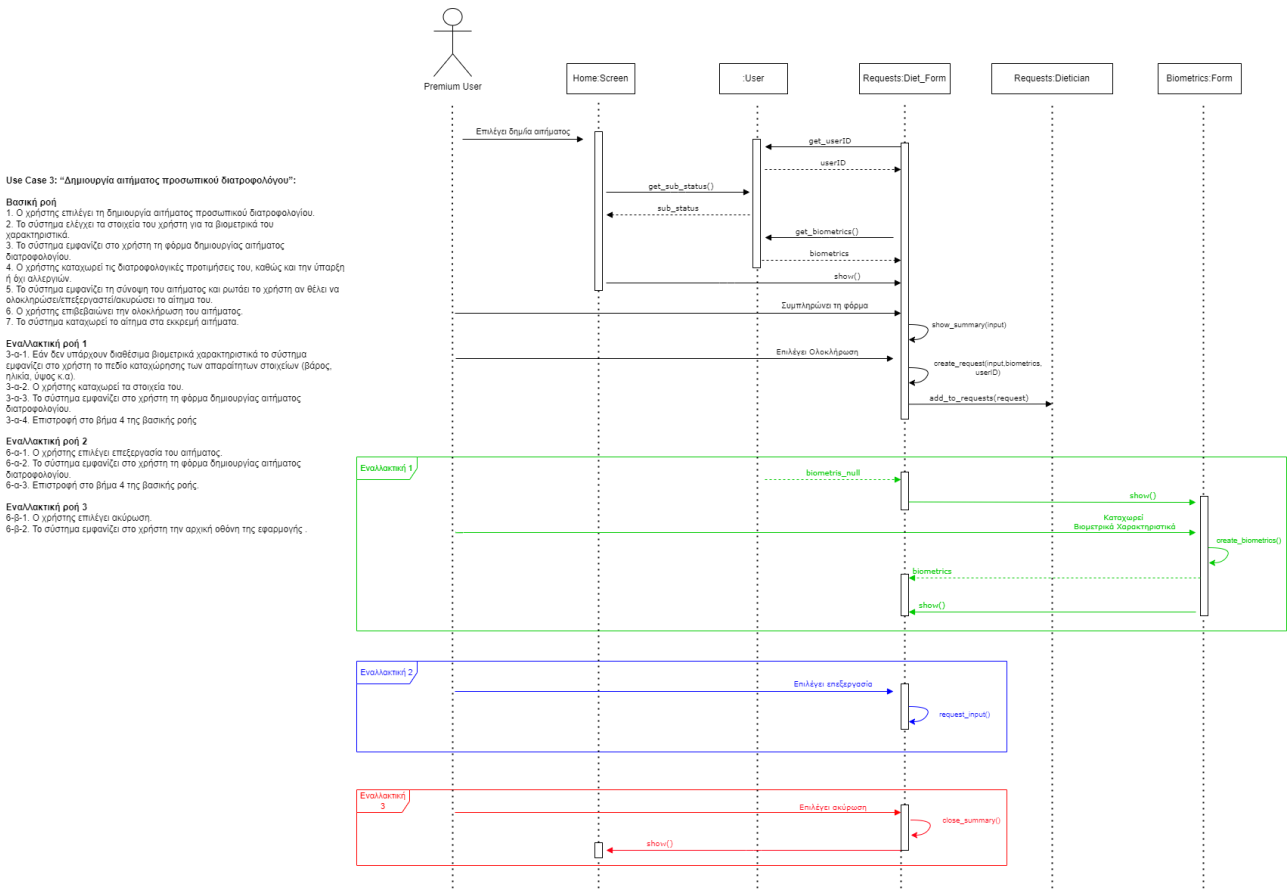 Premium User
Home:Screen
:User
Requests:Diet_Form
Requests:Dietician
Biometrics:Form
Use Case 3: “Δημιουργία αιτήματος προσωπικού διατροφολόγου”:
Βασική ροή
1. Ο χρήστης επιλέγει τη δημιουργία αιτήματος προσωπικού διατροφολογίου.
2. Το σύστημα ελέγχει τα στοιχεία του χρήστη για τα βιομετρικά του
χαρακτηριστικά.
3. Το σύστημα εμφανίζει στο χρήστη τη φόρμα δημιουργίας αιτήματος
διατροφολογίου.
4. Ο χρήστης καταχωρεί τις διατροφολογικές προτιμήσεις του, καθώς και την ύπαρξη
ή όχι αλλεργιών.
5. Το σύστημα εμφανίζει τη σύνοψη του αιτήματος και ρωτάει το χρήστη αν θέλει να
ολοκληρώσει/επεξεργαστεί/ακυρώσει το αίτημα του.
6. Ο χρήστης επιβεβαιώνει την ολοκλήρωση του αιτήματος.
7. Το σύστημα καταχωρεί το αίτημα στα εκκρεμή αιτήματα.
Εναλλακτική ροή 1
3-α-1. Εάν δεν υπάρχουν διαθέσιμα βιομετρικά χαρακτηριστικά το σύστημα
εμφανίζει στο χρήστη το πεδίο καταχώρησης των απαραίτητων στοιχείων (βάρος,
ηλικία, ύψος κ.α).
3-α-2. Ο χρήστης καταχωρεί τα στοιχεία του.
3-α-3. Το σύστημα εμφανίζει στο χρήστη τη φόρμα δημιουργίας αιτήματος
διατροφολογίου.
3-α-4. Επιστροφή στο βήμα 4 της βασικής ροής
Εναλλακτική ροή 2
6-α-1. Ο χρήστης επιλέγει επεξεργασία του αιτήματος.
6-α-2. Το σύστημα εμφανίζει στο χρήστη τη φόρμα δημιουργίας αιτήματος
διατροφολογίου.
6-α-3. Επιστροφή στο βήμα 4 της βασικής ροής.
Εναλλακτική ροή 3
6-β-1. Ο χρήστης επιλέγει ακύρωση.
6-β-2. Το σύστημα εμφανίζει στο χρήστη την αρχική οθόνη της εφαρμογής .
Επιλέγει δημ/ία αιτήματος
get_userID
userID
get_sub_status()
sub_status
get_biometrics()
biometrics
show()
Συμπληρώνει τη φόρμα
show_summary(input)
Επιλέγει Ολοκλήρωση
create_request(input,biometrics,
userID)
add_to_requests(request)
Εναλλακτική 1
biometris_null
show()
Καταχωρεί
Βιομετρικά Χαρακτηριστικά
create_biometrics()
biometrics
show()
Εναλλακτική 2
Επιλέγει επεξεργασία
request_input()
Εναλλακτική
3
Επιλέγει ακύρωση
close_summary()
show()